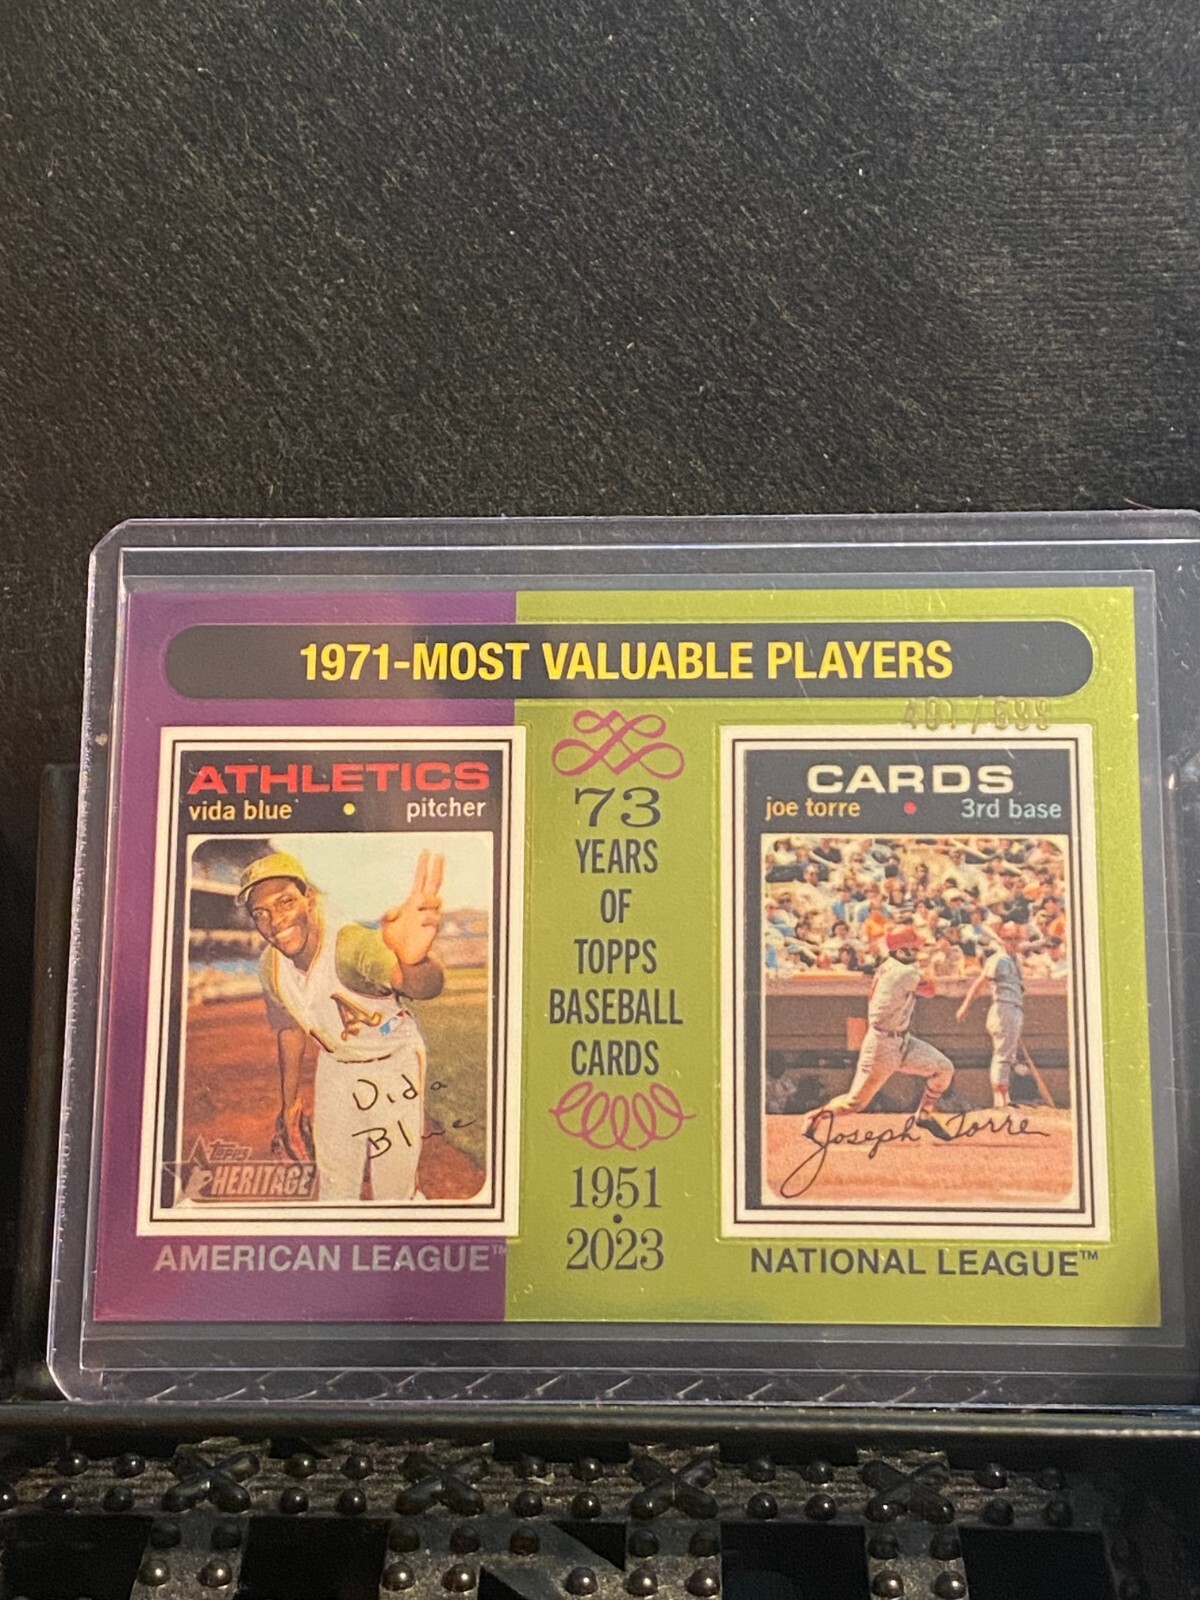 1971-MOST VALUABLE PLAYERS
ATHLETICS
vida blue • pitcher
Vida
Blue
TOPPS
HERITAGE
AMERICAN LEAGUE™
73
YEARS
OF
TOPPS
BASEBALL
CARDS
1951
•
2023
CARDS
joe torre • 3rd base
Joseph Torre
NATIONAL LEAGUE™